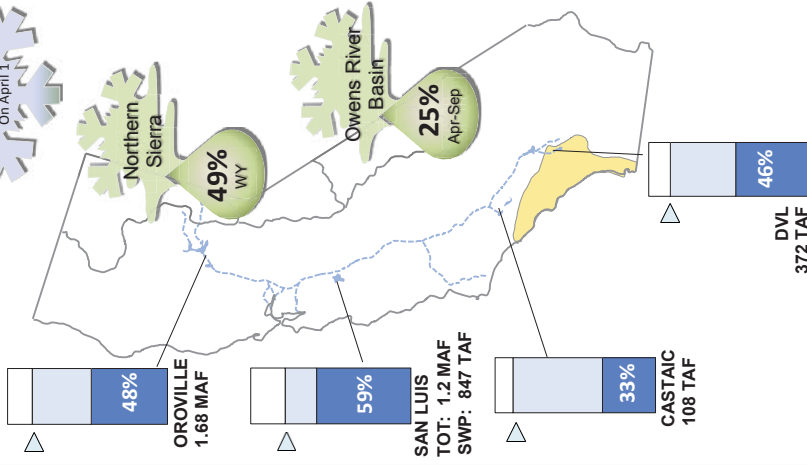 On April 1
Northern
Sierra
49%
WY
Owens River
Basin
25%
Apr-Sep
48%
OROVILLE
1.68 MAF
59%
SAN LUIS
TOT: 1.2 MAF
SWP: 847 TAF
33%
CASTAIC
108 TAF
46%
DVL
372 TAF